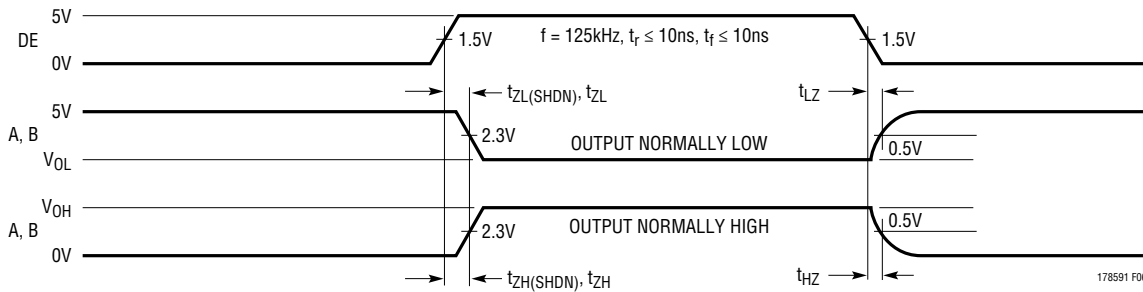 5V
DE
0V
1.5V
f = 125kHz, tr ≤ 10ns, tf ≤ 10ns
1.5V
tZL(SHDN), tZL
tLZ
5V
A, B
VOL
2.3V
OUTPUT NORMALLY LOW
0.5V
VOH
A, B
0V
2.3V
OUTPUT NORMALLY HIGH
0.5V
tZH(SHDN), tZH
tHZ